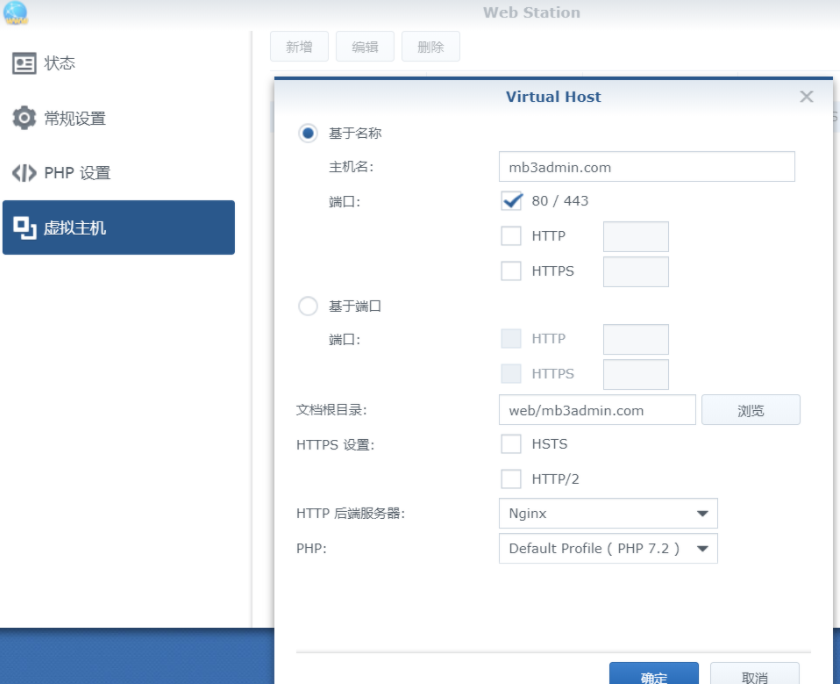 Web Station
状态
常规设置
PHP 设置
虚拟主机
新增 编辑 删除
Virtual Host
基于名称
主机名: mb3admin.com
端口: 80 / 443
HTTP
HTTPS
基于端口
端口: HTTP
HTTPS
文档根目录: web/mb3admin.com 浏览
HTTPS 设置: HSTS
HTTP/2
HTTP 后端服务器: Nginx
PHP: Default Profile ( PHP 7.2 )
确定 取消